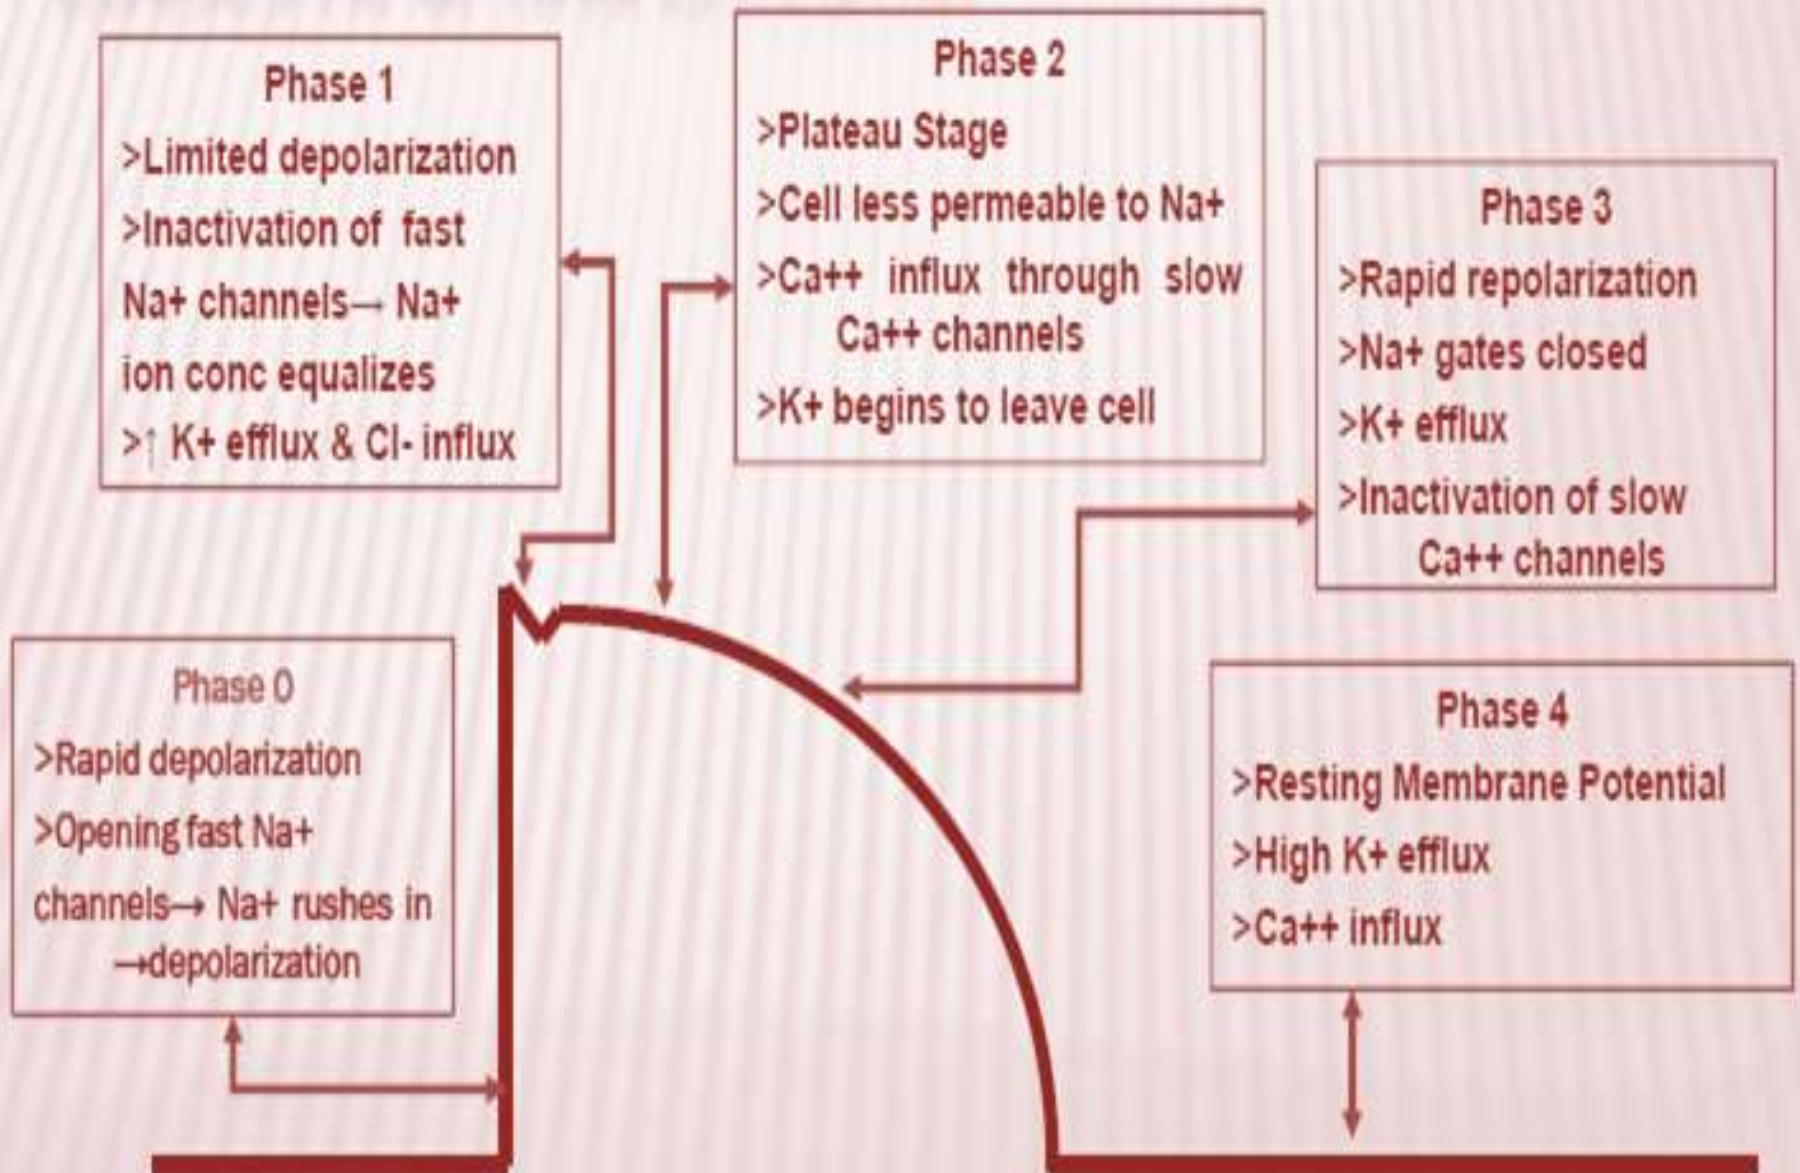 Phase 1
>Limited depolarization
>Inactivation of fast
Na+ channels→ Na+
ion conc equalizes
>↑ K+ efflux & Cl- influx
Phase 2
>Plateau Stage
>Cell less permeable to Na+
>Ca++ influx through slow
Ca++ channels
>K+ begins to leave cell
Phase 3
>Rapid repolarization
>Na+ gates closed
>K+ efflux
>Inactivation of slow
Ca++ channels
Phase 0
>Rapid depolarization
>Opening fast Na+
channels→ Na+ rushes in
→depolarization
Phase 4
>Resting Membrane Potential
>High K+ efflux
>Ca++ influx